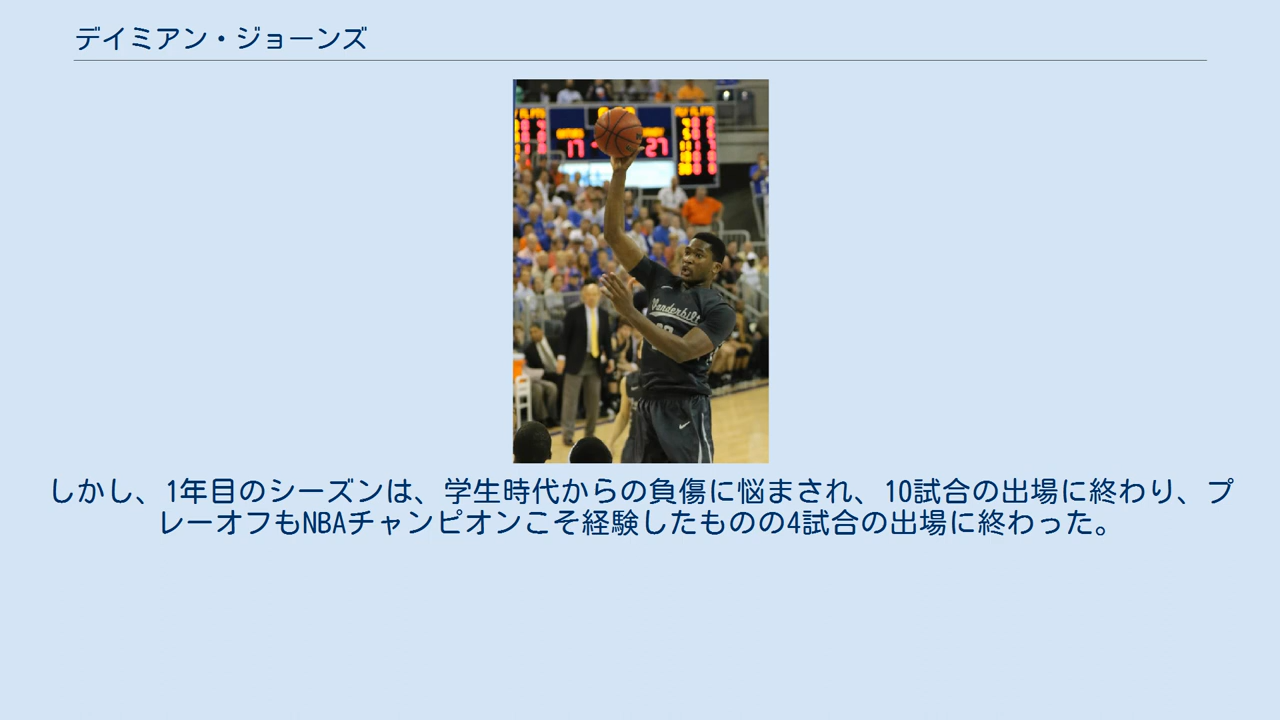 デイミアン・ジョーンズ
17
27
Vanderbilt
しかし、1年目のシーズンは、学生時代からの負傷に悩まされ、10試合の出場に終わり、プ
レーオフもNBAチャンピオンこそ経験したものの4試合の出場に終わった。